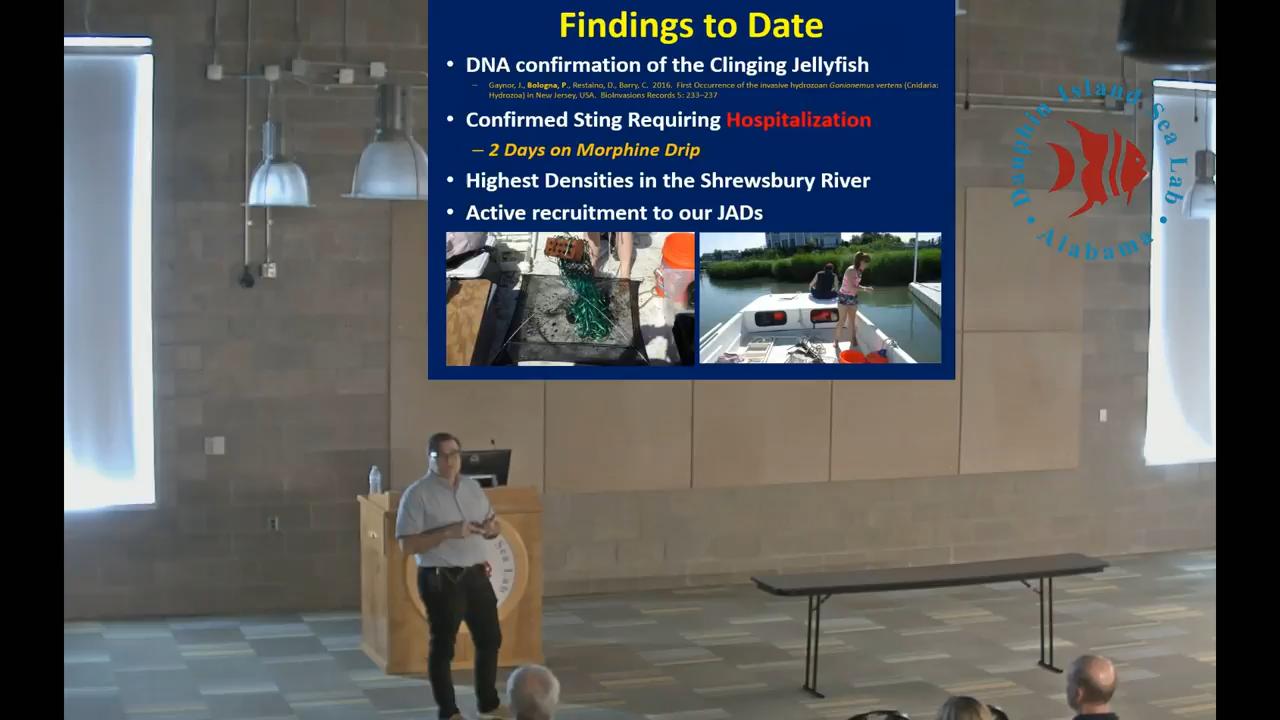 Findings to Date
• DNA confirmation of the Clinging Jellyfish
– Gaynor, J., Bologna, P., Restaino, D., Barry, C. 2016. First Occurrence of the invasive hydrozoan Gonionemus vertens (Cnidaria:
Hydrozoa) in New Jersey, USA. BioInvasions Records 5: 233–237
• Confirmed Sting Requiring Hospitalization
– 2 Days on Morphine Drip
• Highest Densities in the Shrewsbury River
• Active recruitment to our JADs
Dauphin Island Sea Lab
• Alabama •
Sea Lab